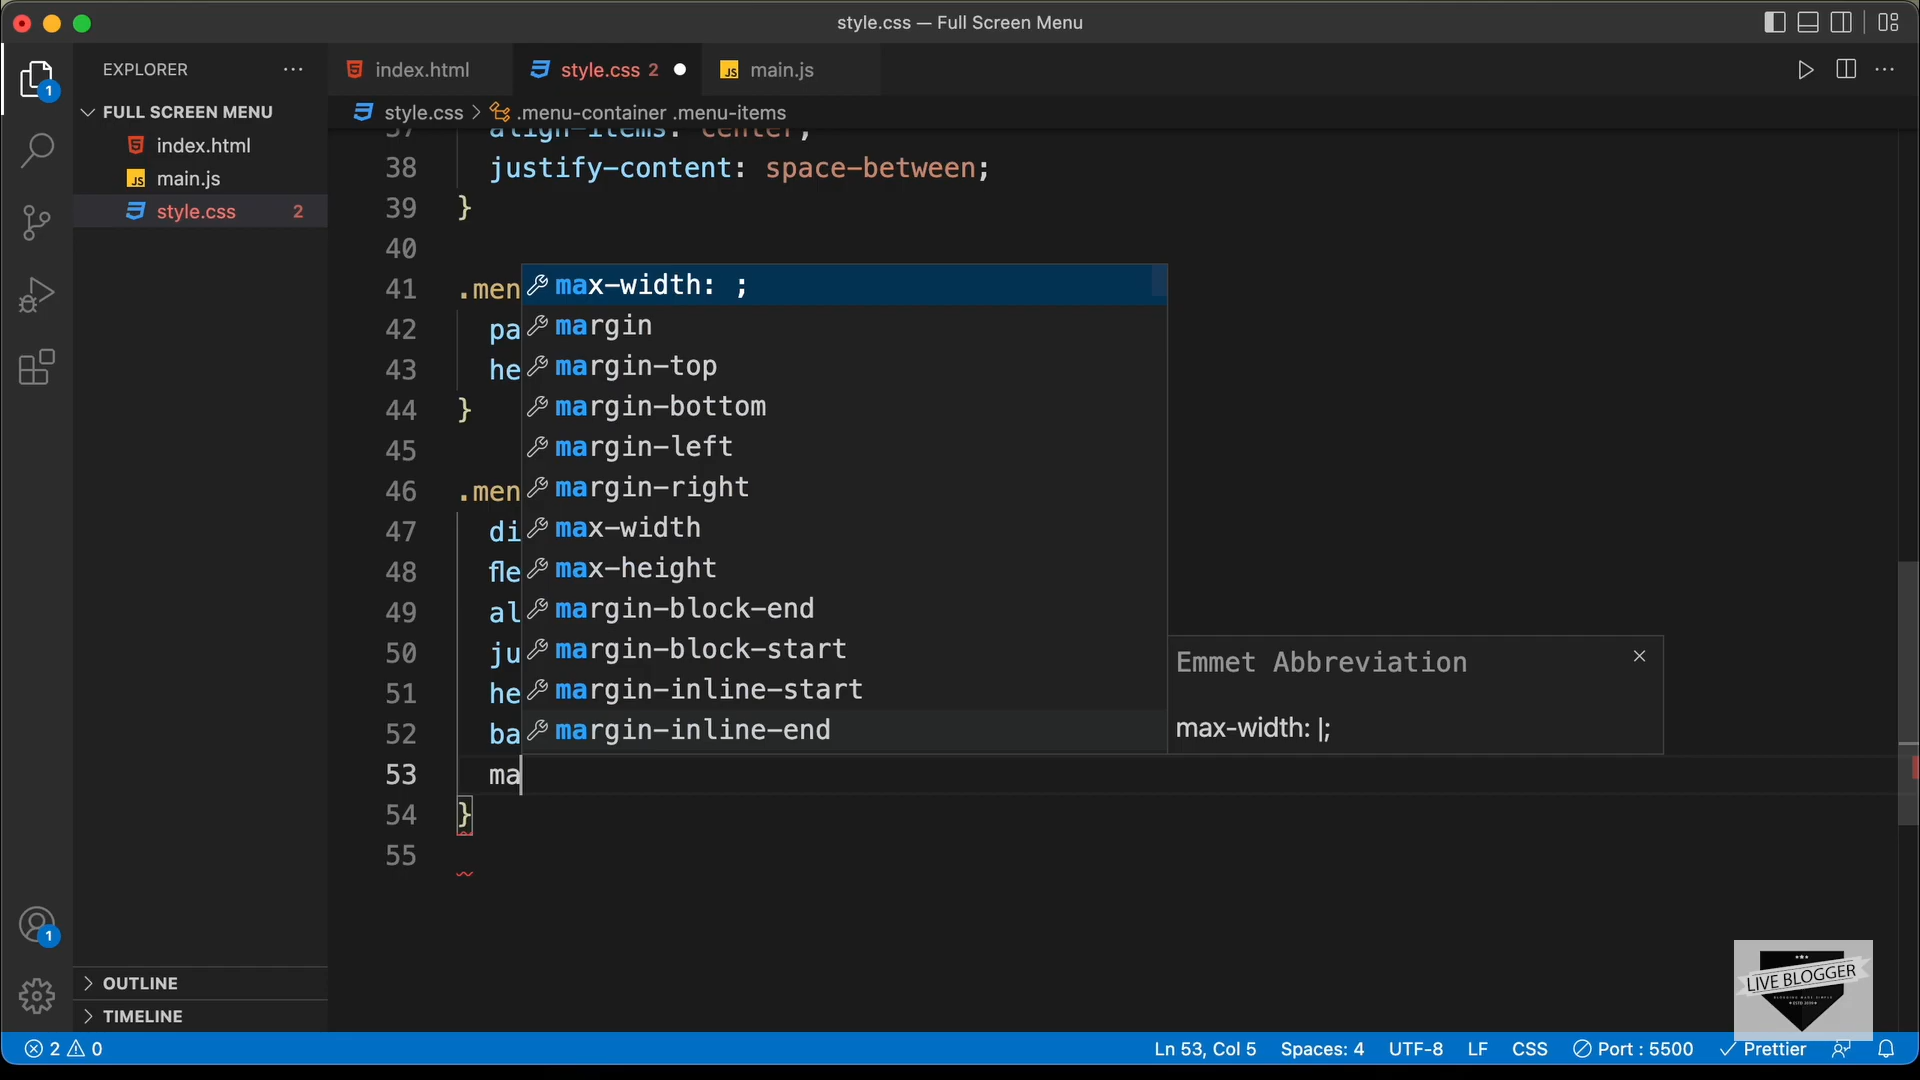 style.css — Full Screen Menu
EXPLORER
index.html
style.css 2
main.js
1
FULL SCREEN MENU
style.css > .menu-container .menu-items
index.html
main.js
style.css 2
37 align-items: center;
38 justify-content: space-between;
39 }
40
41 .men
42 pa
43 he
44 }
45
46 .men
47 di
48 fle
49 al
50 ju
51 he
52 ba
53 ma
54 }
55
max-width: ;
margin
margin-top
margin-bottom
margin-left
margin-right
max-width
max-height
margin-block-end
margin-block-start
margin-inline-start
margin-inline-end
Emmet Abbreviation
max-width: |;
1
OUTLINE
TIMELINE
LIVE BLOGGER
2 0
Ln 53, Col 5
Spaces: 4
UTF-8
LF
CSS
Port : 5500
Prettier